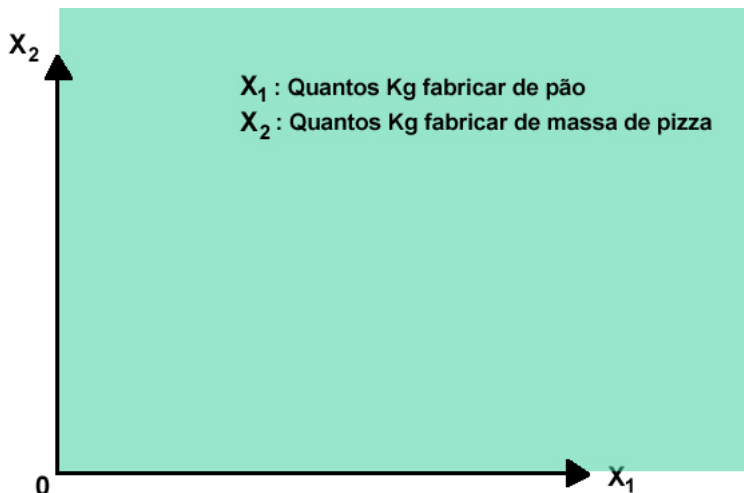 X2
X1 : Quantos Kg fabricar de pão
X2 : Quantos Kg fabricar de massa de pizza
0
X1